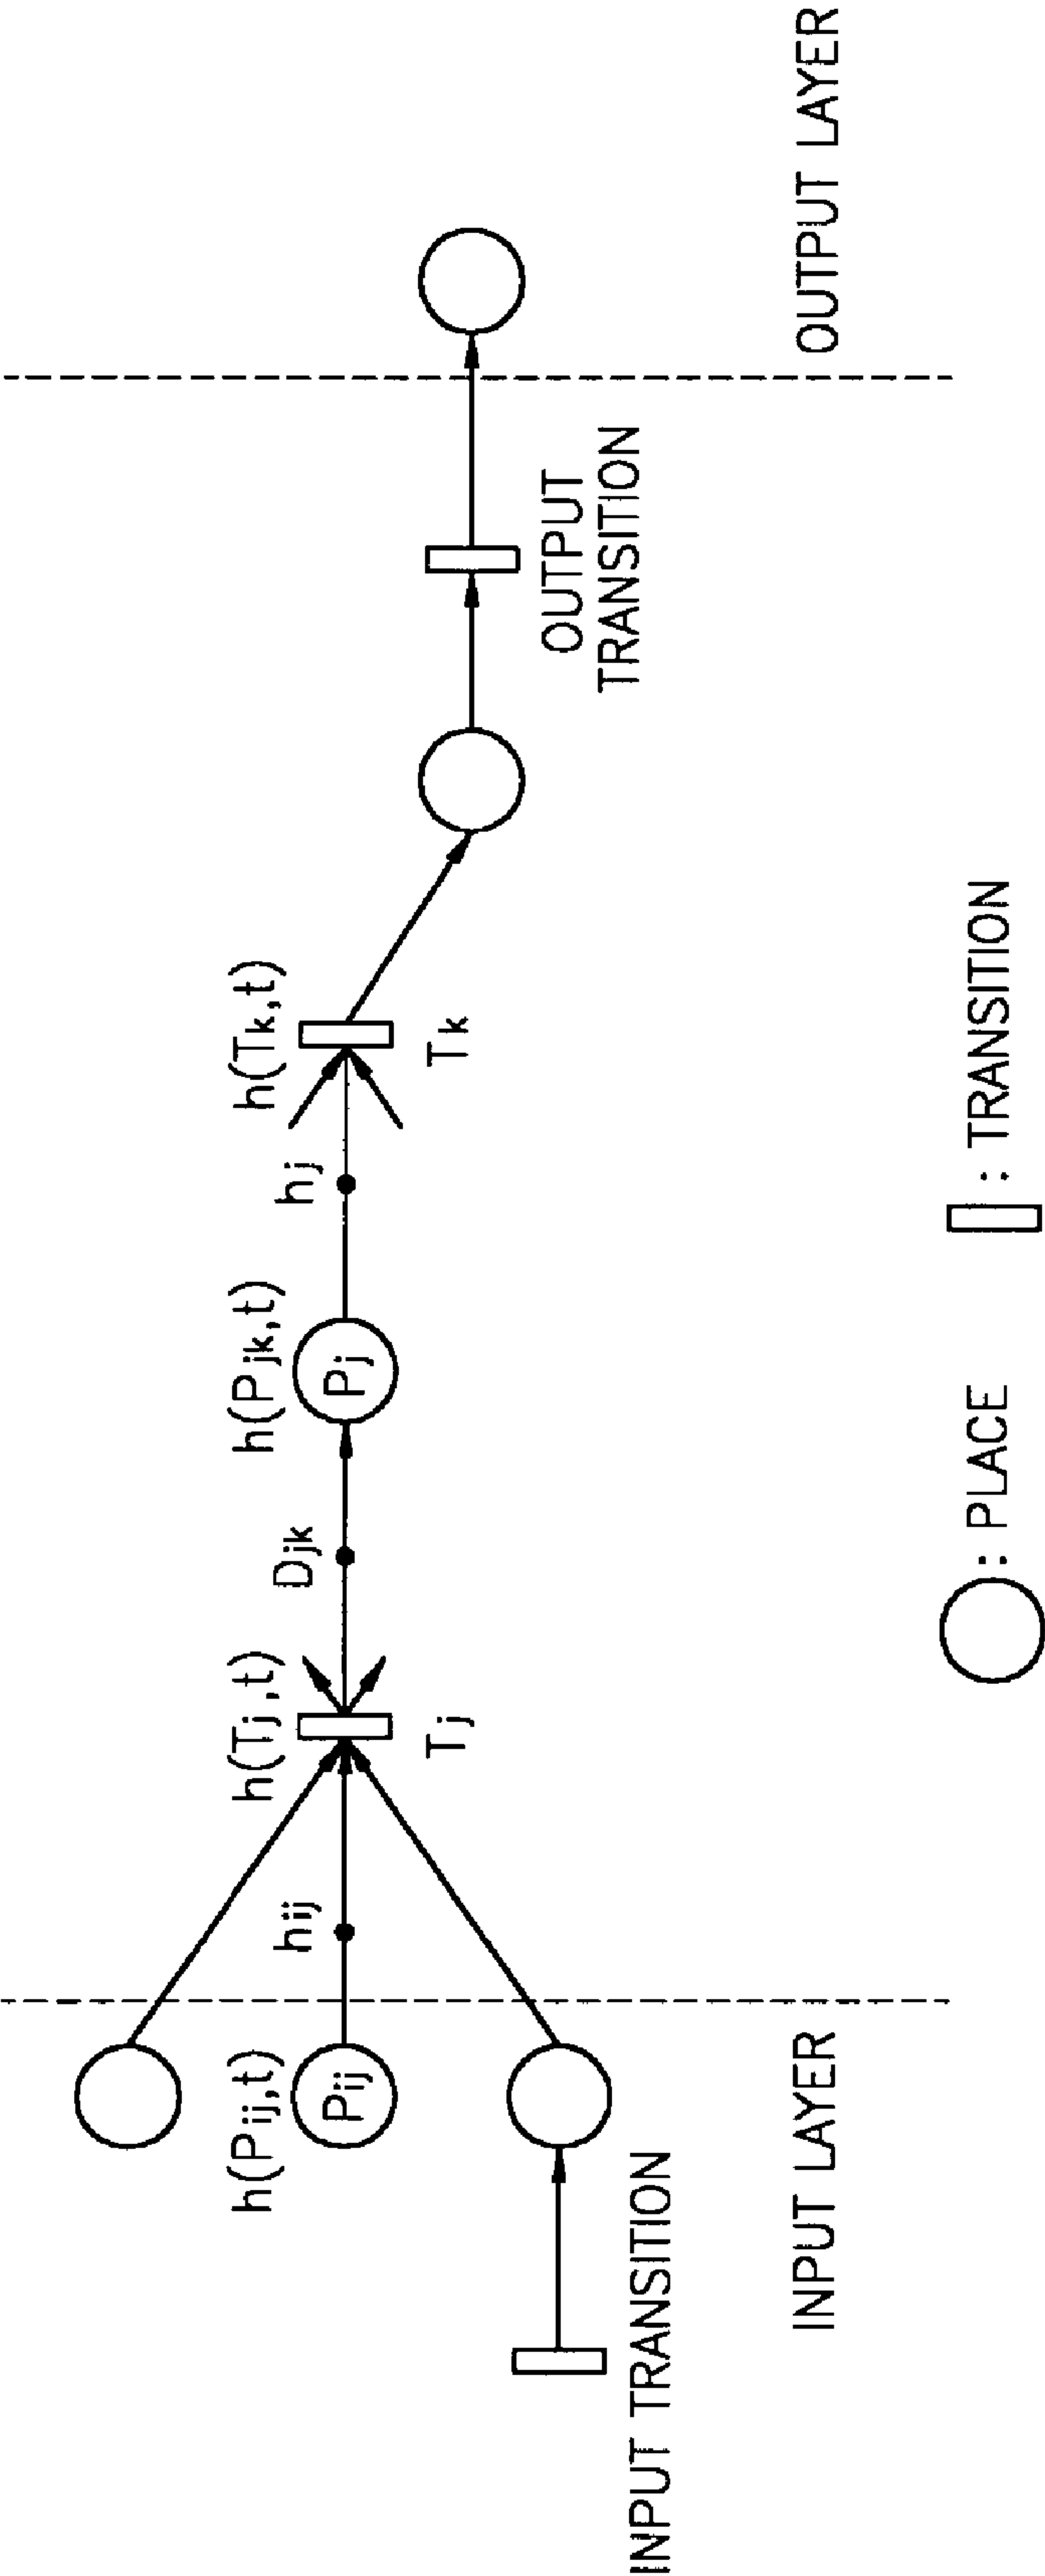 h(Pij,t)
h(Tj,t)
h(Pjk,t)
h(Tk,t)
hij
Djk
hj
Pij
Pj
Tj
Tk
INPUT TRANSITION
OUTPUT
TRANSITION
INPUT LAYER
OUTPUT LAYER
: PLACE
: TRANSITION